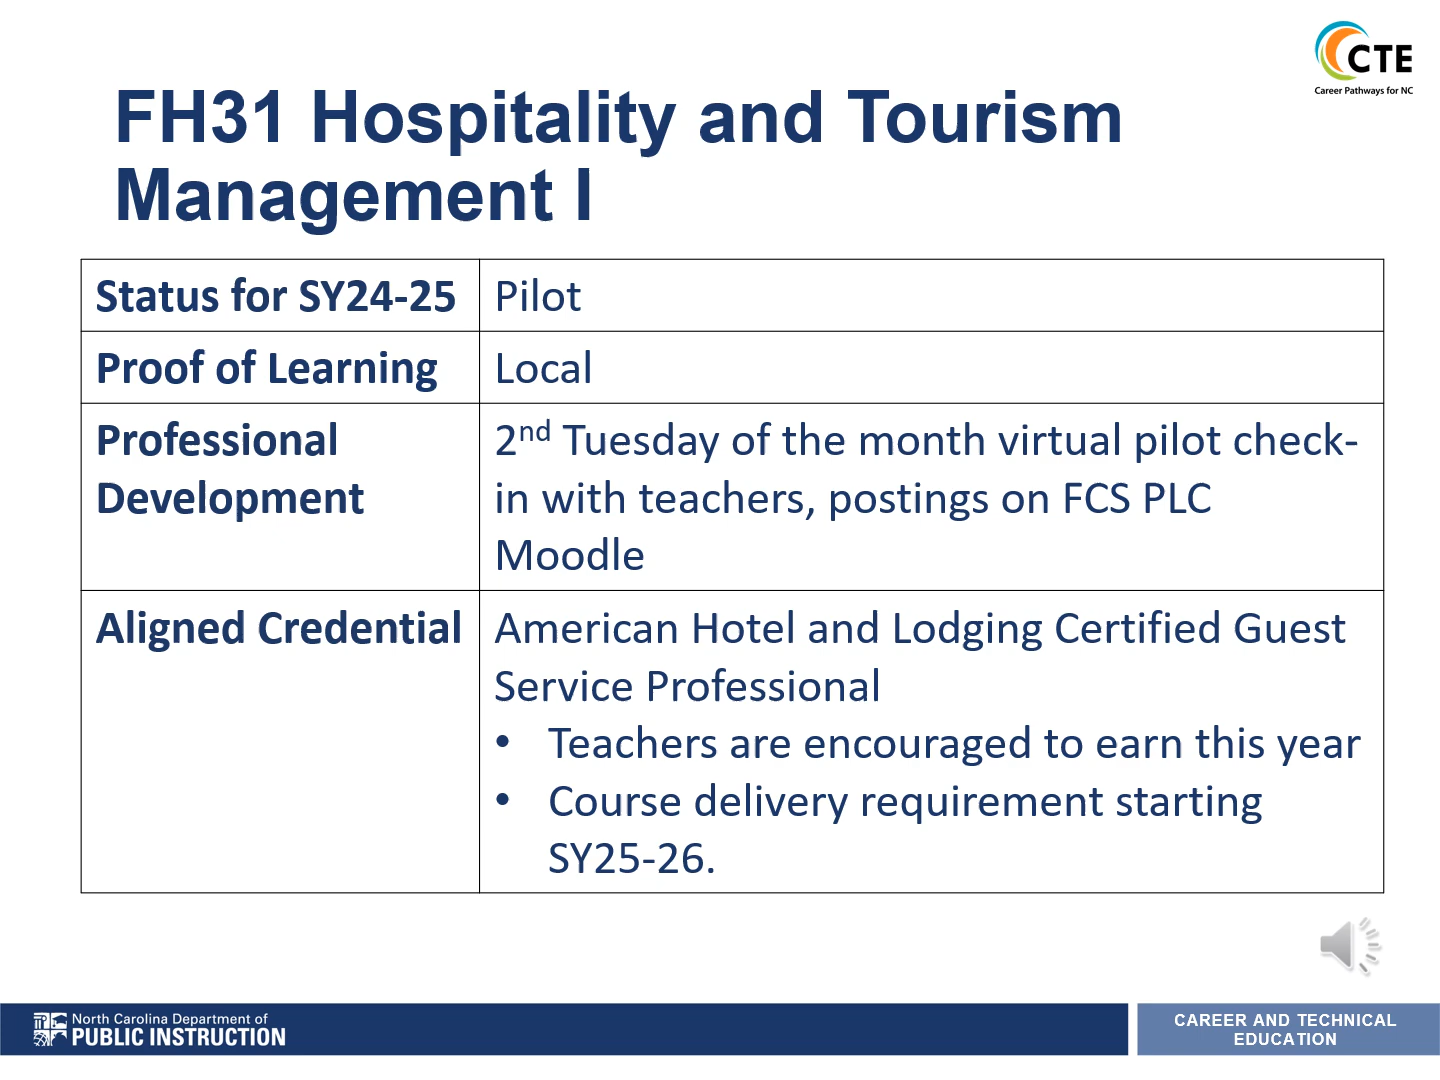 CTE
Career Pathways for NC
FH31 Hospitality and Tourism
Management I
Status for SY24-25
Pilot
Proof of Learning
Local
Professional
Development
2nd Tuesday of the month virtual pilot check-
in with teachers, postings on FCS PLC
Moodle
Aligned Credential
American Hotel and Lodging Certified Guest
Service Professional
• Teachers are encouraged to earn this year
• Course delivery requirement starting
SY25-26.
North Carolina Department of
PUBLIC INSTRUCTION
CAREER AND TECHNICAL
EDUCATION